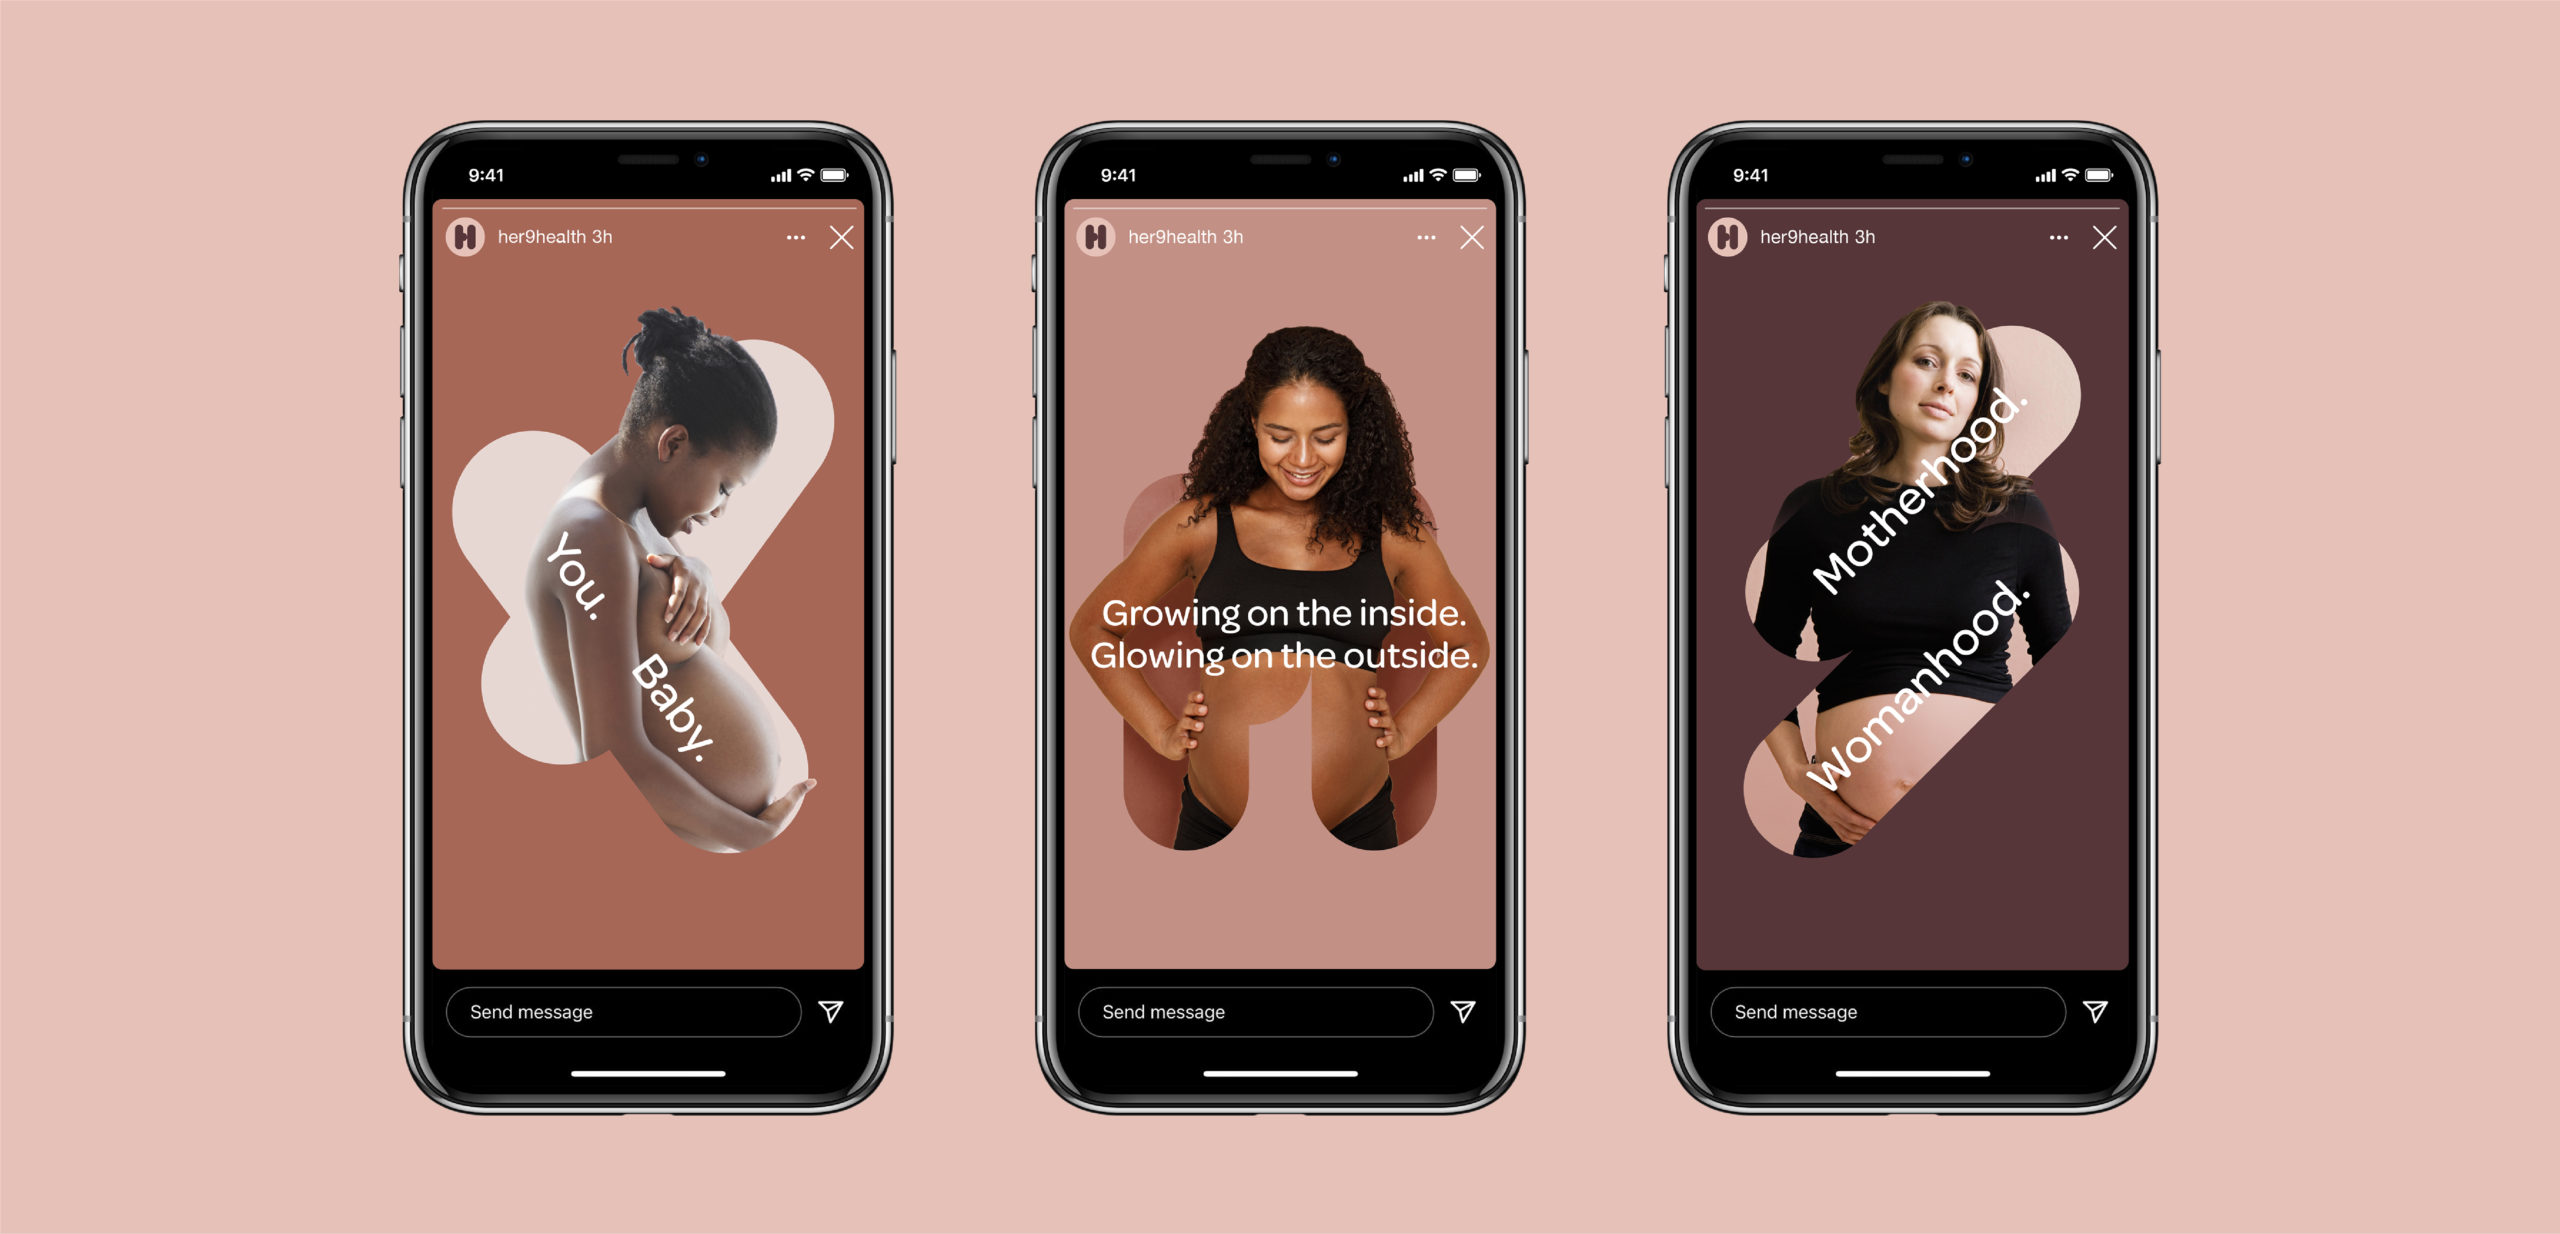 9:41
H
her9health 3h
You.
Baby.
Send message
9:41
H
her9health 3h
Growing on the inside.
Glowing on the outside.
Send message
9:41
H
her9health 3h
Motherhood.
Womanhood.
Send message